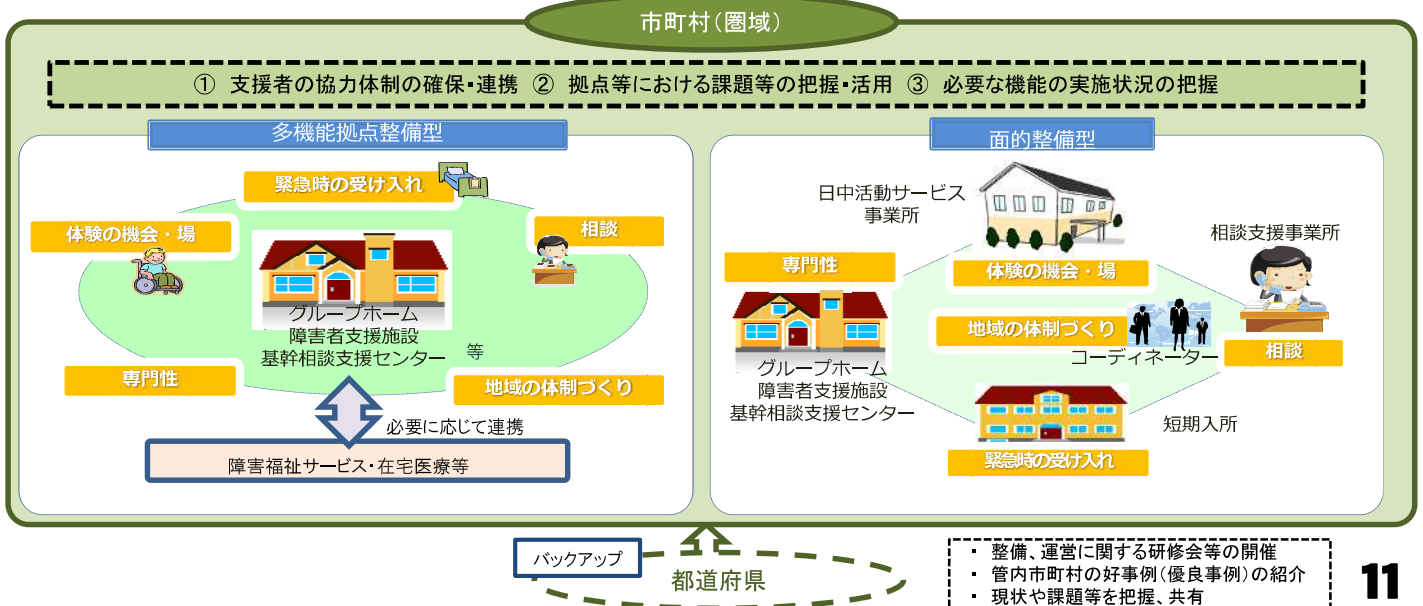 市町村（圏域）
① 支援者の協力体制の確保・連携 ② 拠点等における課題等の把握・活用 ③ 必要な機能の実施状況の把握
多機能拠点整備型
緊急時の受け入れ
体験の機会・場
相談
グループホーム
障害者支援施設
基幹相談支援センター 等
専門性
地域の体制づくり
必要に応じて連携
障害福祉サービス・在宅医療等
面的整備型
日中活動サービス
事業所
相談支援事業所
専門性
体験の機会・場
地域の体制づくり
コーディネーター
相談
グループホーム
障害者支援施設
基幹相談支援センター
短期入所
緊急時の受け入れ
バックアップ
都道府県
・ 整備、運営に関する研修会等の開催
・ 管内市町村の好事例（優良事例）の紹介
・ 現状や課題等を把握、共有
11